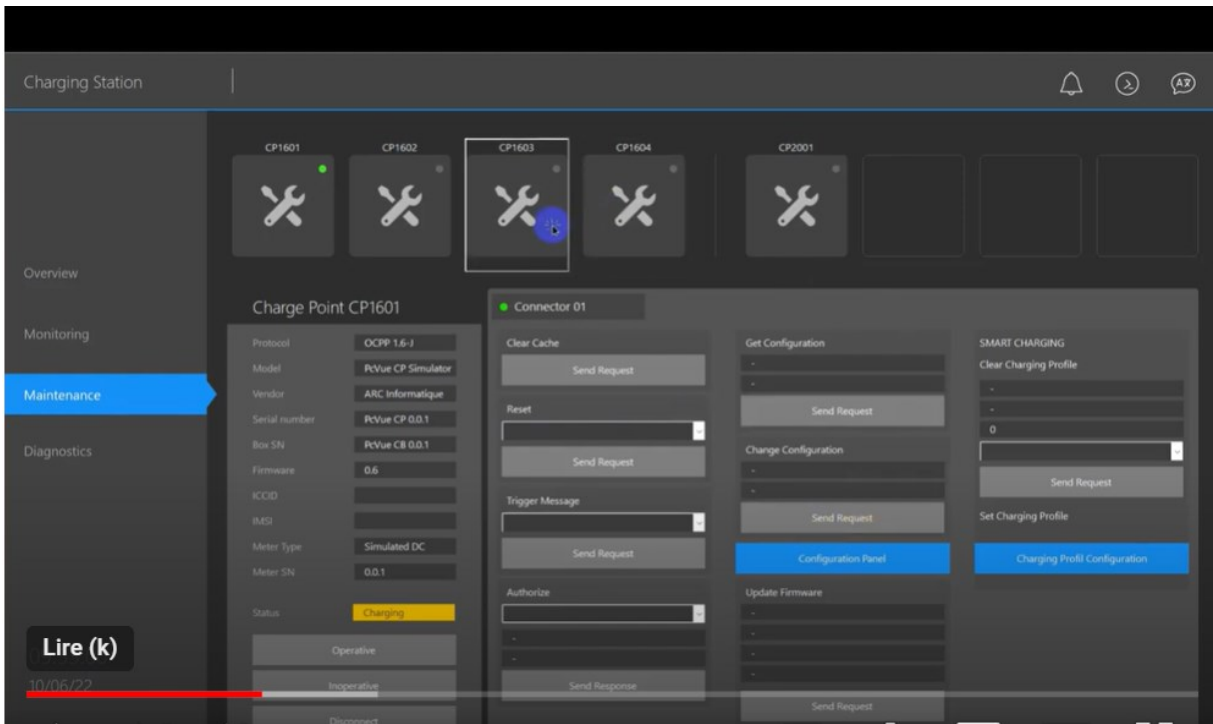 Charging Station
CP1601
CP1602
CP1603
CP1604
CP2001
Overview
Monitoring
Maintenance
Diagnostics
Charge Point CP1601
Protocol OCPP 1.6-J
Model PcVue CP Simulator
Vendor ARC Informatique
Serial number PcVue CP 0.0.1
Box SN PcVue CB 0.0.1
Firmware 0.6
ICCID
IMSI
Meter Type Simulated DC
Meter SN 0.0.1
Status Charging
Operative
Inoperative
Disconnect
Connector 01
Clear Cache
Send Request
Reset
Send Request
Trigger Message
Send Request
Authorize
-
-
Send Response
Get Configuration
-
-
Send Request
Change Configuration
-
-
Send Request
Configuration Panel
Update Firmware
-
-
-
-
Send Request
SMART CHARGING
Clear Charging Profile
-
-
0
Send Request
Set Charging Profile
Charging Profil Configuration
Lire (k)
10/06/22